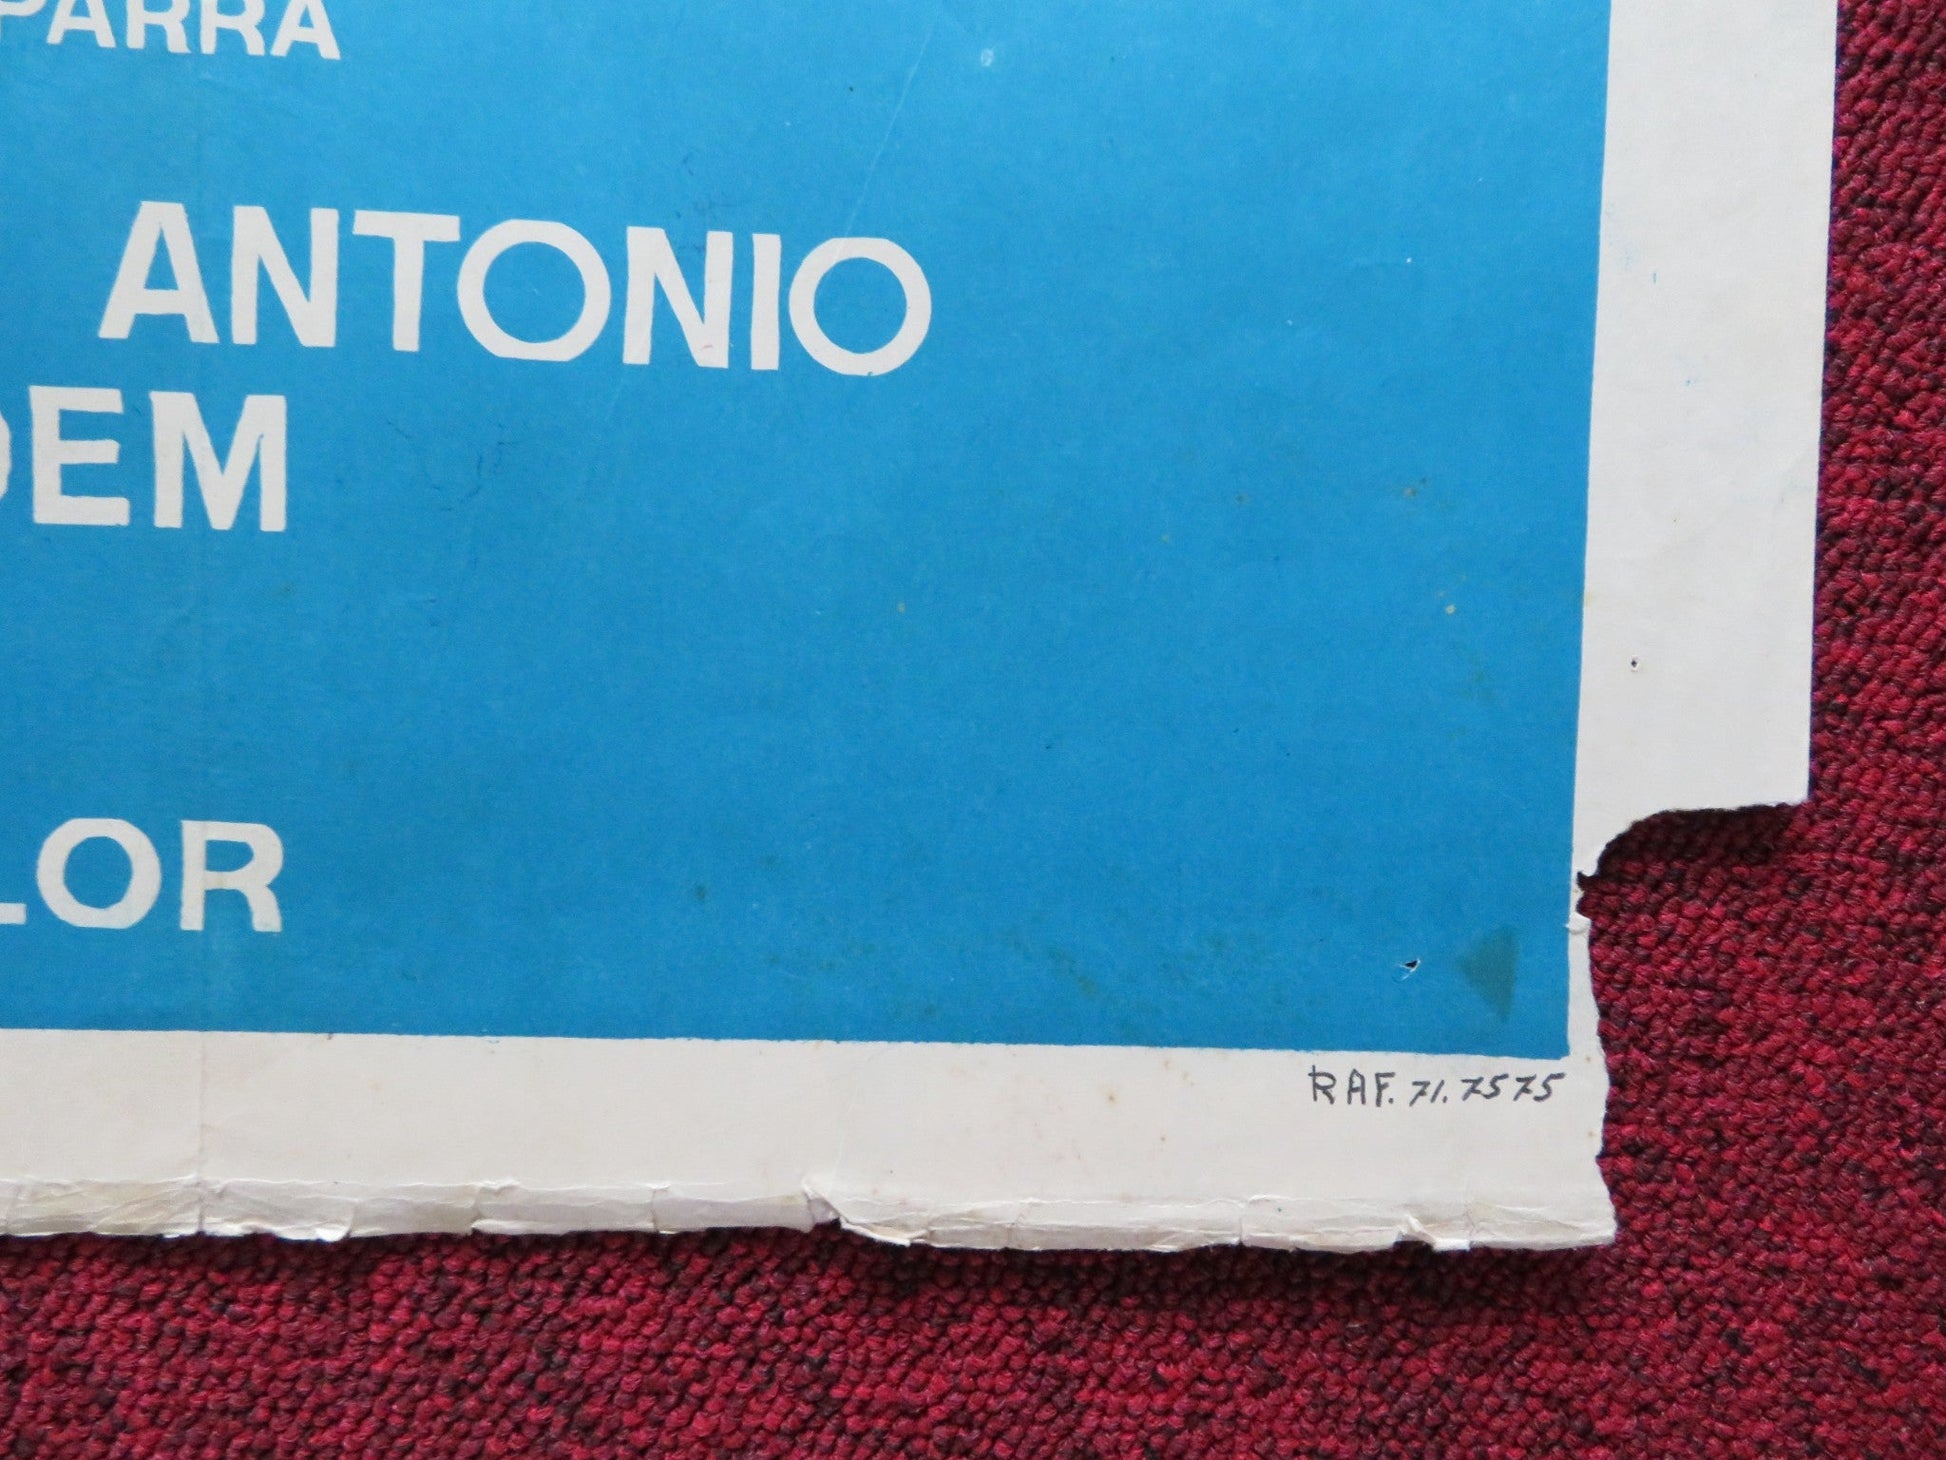 PARRA
ANTONIO
DEM
LOR
RAF. 71. 7575